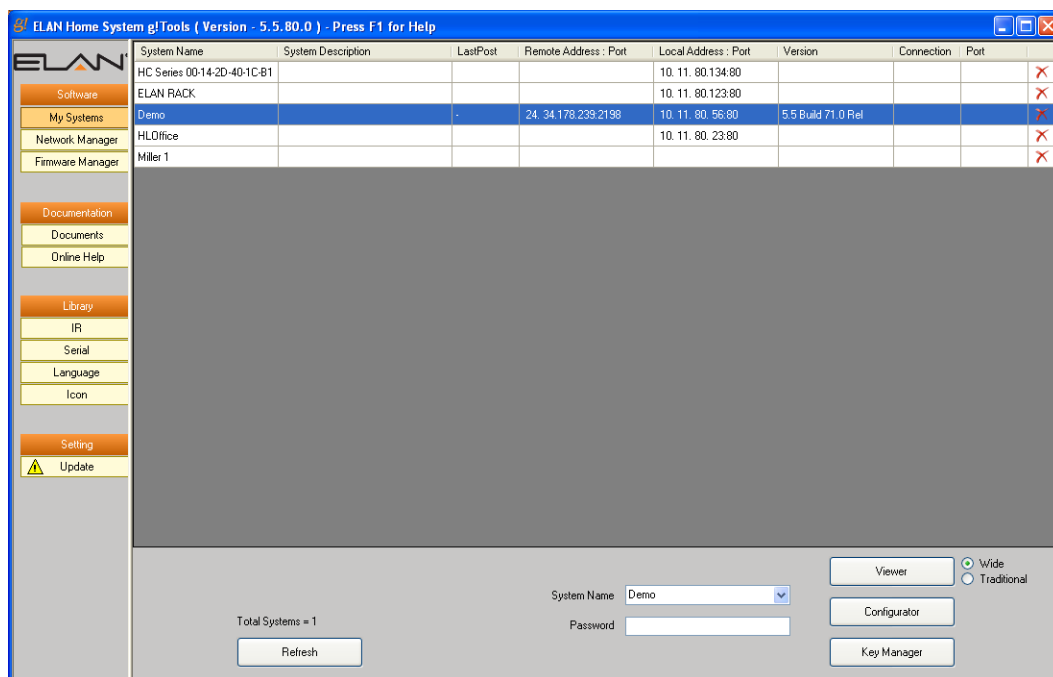 g! ELAN Home System g!Tools ( Version - 5.5.80.0 ) - Press F1 for Help
ELAN
Software
My Systems
Network Manager
Firmware Manager
Documentation
Documents
Online Help
Library
IR
Serial
Language
Icon
Setting
Update
System Name System Description LastPost Remote Address : Port Local Address : Port Version Connection Port
HC Series 00-14-2D-40-1C-B1 10. 11. 80.134:80
ELAN RACK 10. 11. 80.123:80
Demo - 24. 34.178.239:2198 10. 11. 80. 56:80 5.5 Build 71.0 Rel
HLOffice 10. 11. 80. 23:80
Miller 1
Total Systems = 1
Refresh
System Name Demo
Password
Viewer
Wide
Traditional
Configurator
Key Manager